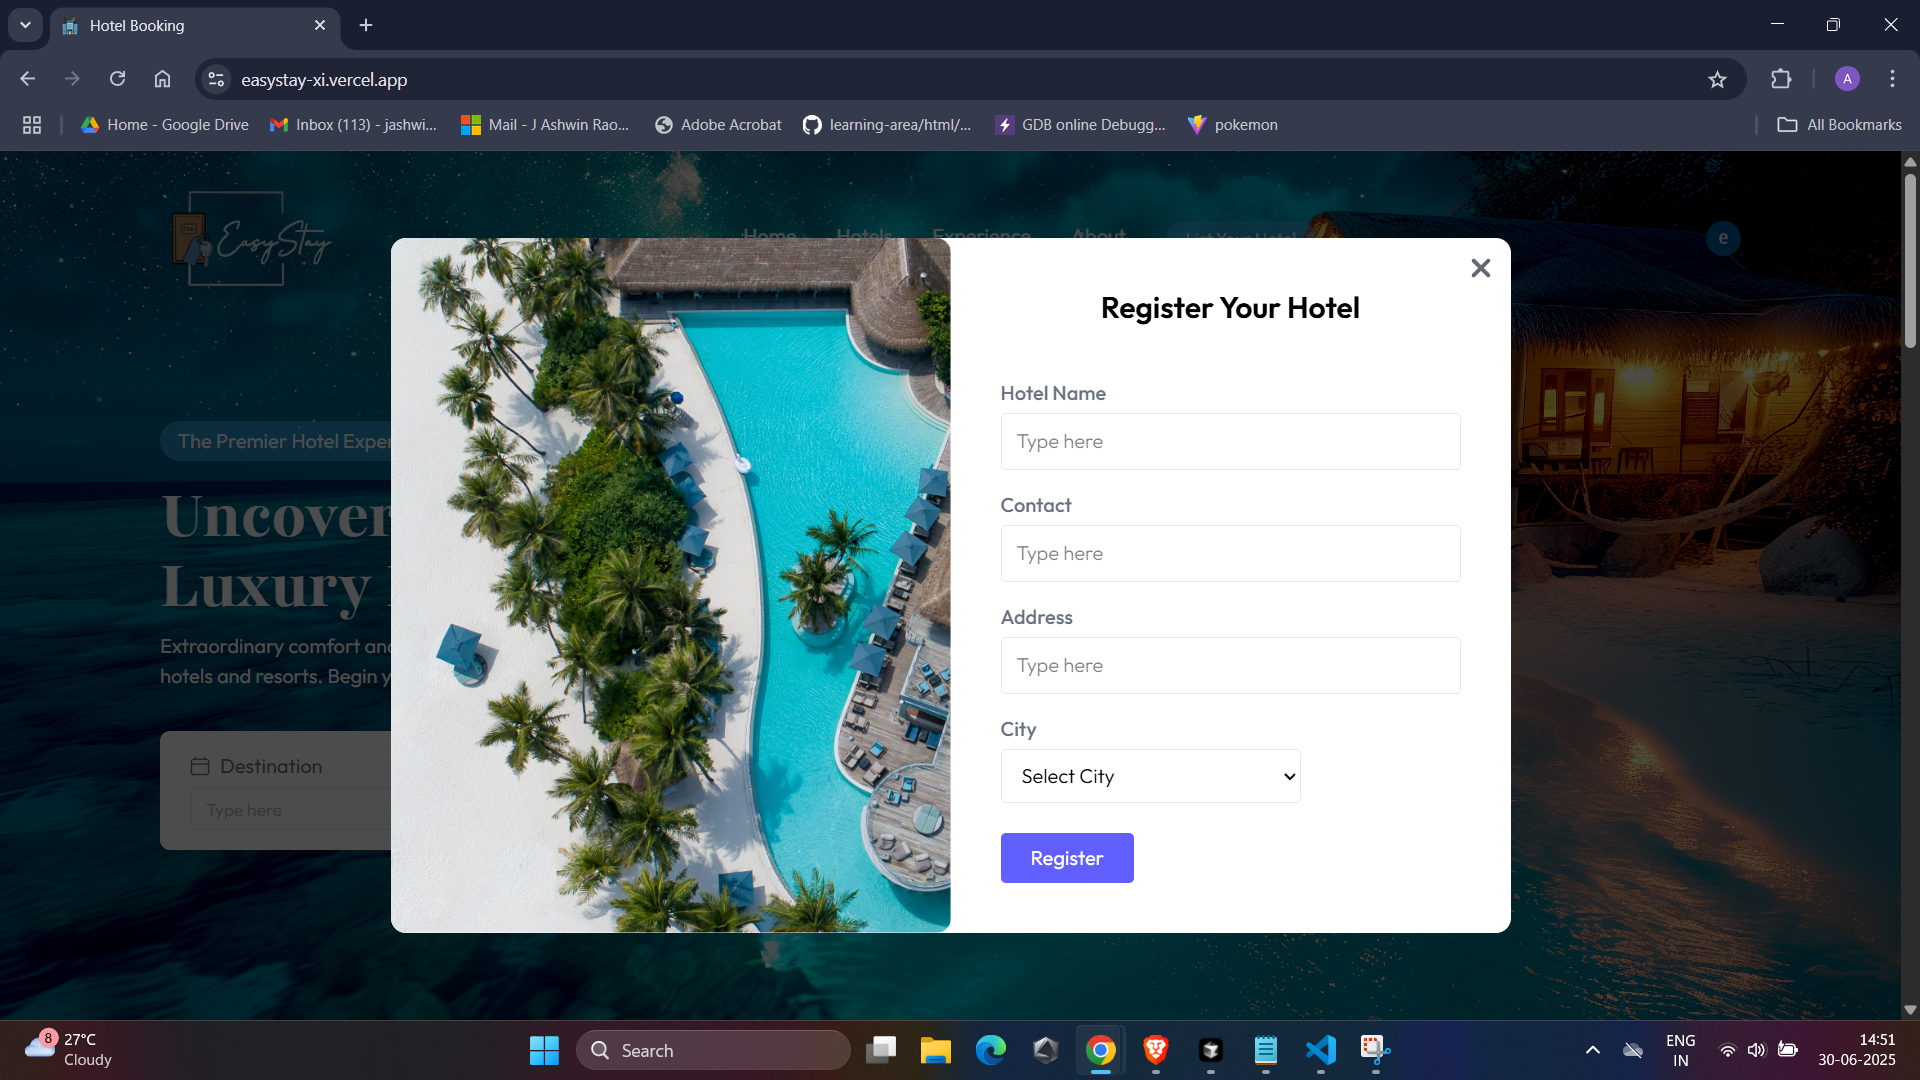 Hotel Booking
easystay-xi.vercel.app
Home - Google Drive
Inbox (113) - jashwi...
Mail - J Ashwin Rao...
Adobe Acrobat
learning-area/html/...
GDB online Debugg...
pokemon
All Bookmarks
A
EasyStay
Home
Hotels
Experience
About
List Your Hotel
e
The Premier Hotel Exper
Uncover
Luxury
Extraordinary comfort and
hotels and resorts. Begin y
Destination
Type here
Register Your Hotel
Hotel Name
Type here
Contact
Type here
Address
Type here
City
Select City
Register
8
27°C
Cloudy
Search
ENG
IN
14:51
30-06-2025